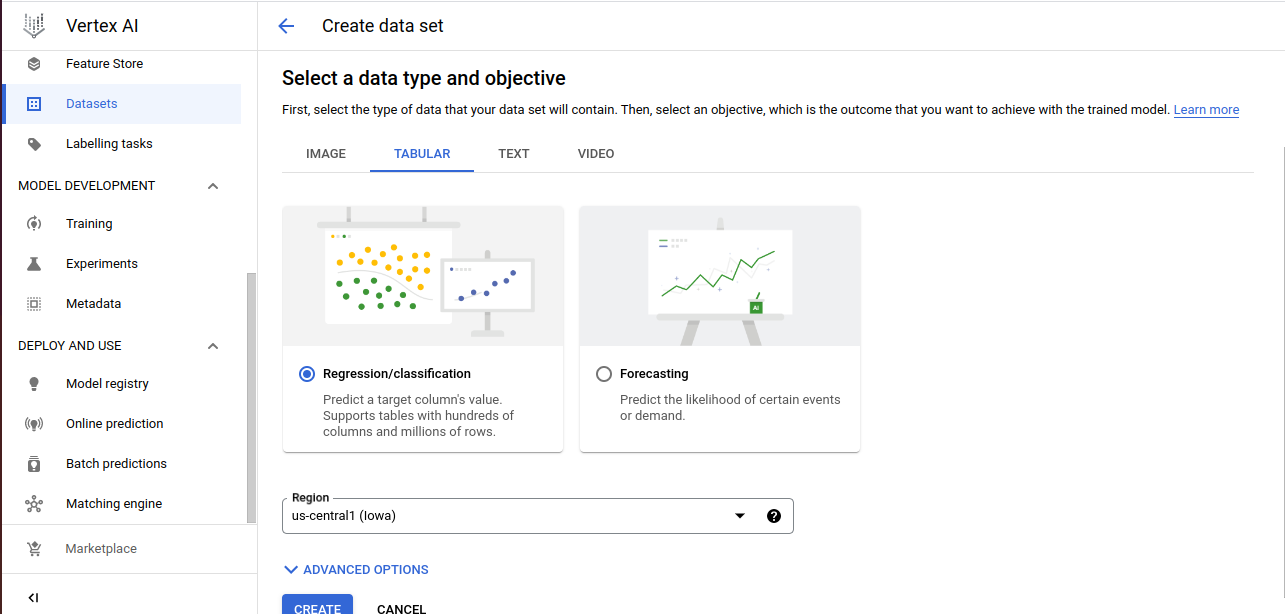 Vertex AI
Create data set
Feature Store
Datasets
Labelling tasks
MODEL DEVELOPMENT
Training
Experiments
Metadata
DEPLOY AND USE
Model registry
Online prediction
Batch predictions
Matching engine
Marketplace
Select a data type and objective
First, select the type of data that your data set will contain. Then, select an objective, which is the outcome that you want to achieve with the trained model. Learn more
IMAGE TABULAR TEXT VIDEO
AI
Regression/classification
Predict a target column's value.
Supports tables with hundreds of
columns and millions of rows.
Forecasting
Predict the likelihood of certain events
or demand.
Region
us-central1 (Iowa)
ADVANCED OPTIONS
CREATE CANCEL